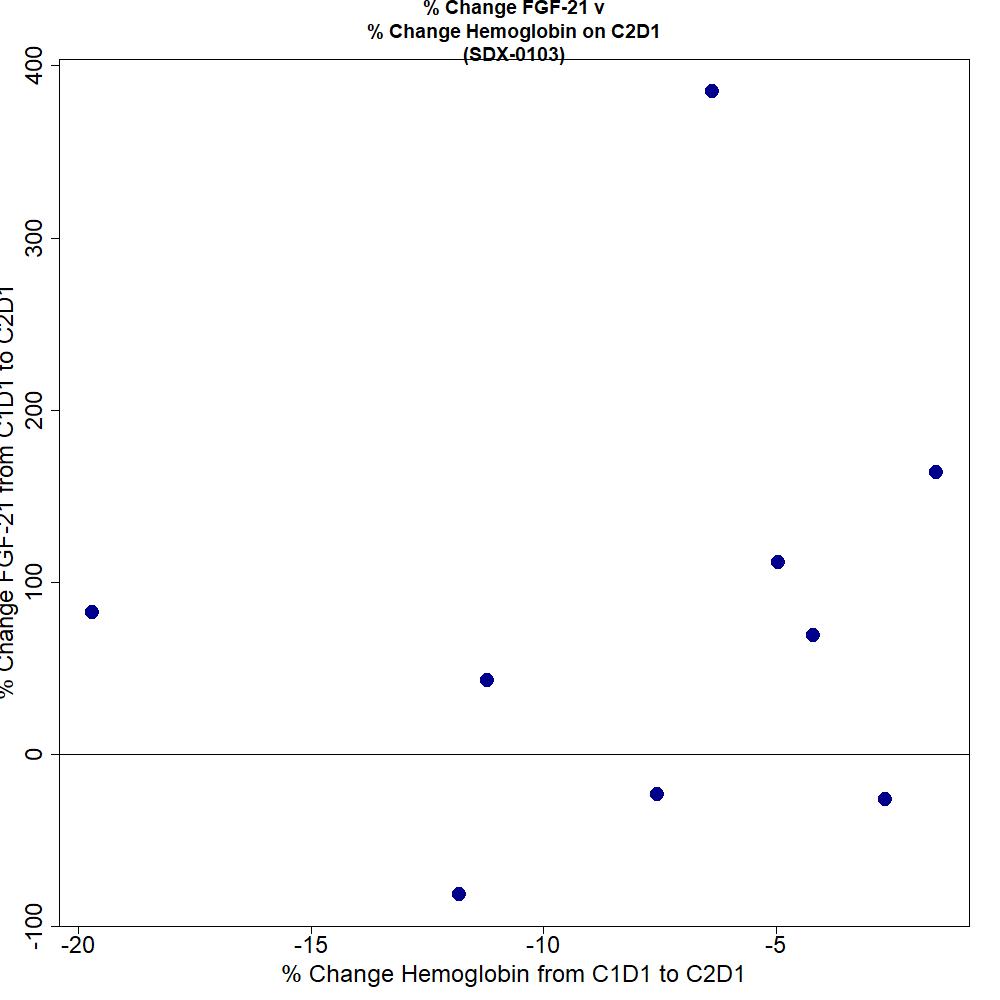 % Change FGF-21 v
% Change Hemoglobin on C2D1
(SDX-0103)
% Change FGF-21 from C1D1 to C2D1
400
300
200
100
0
-100
-20
-15
-10
-5
% Change Hemoglobin from C1D1 to C2D1